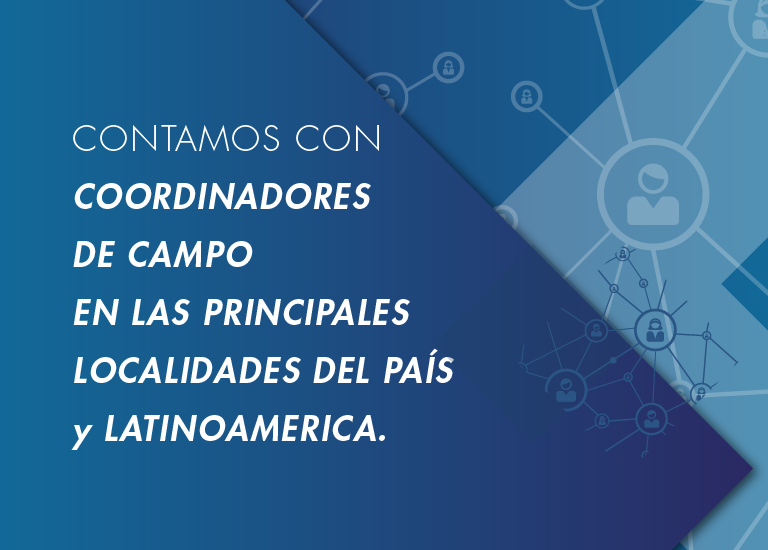 CONTAMOS CON
COORDINADORES
DE CAMPO
EN LAS PRINCIPALES
LOCALIDADES DEL PAÍS
y LATINOAMERICA.